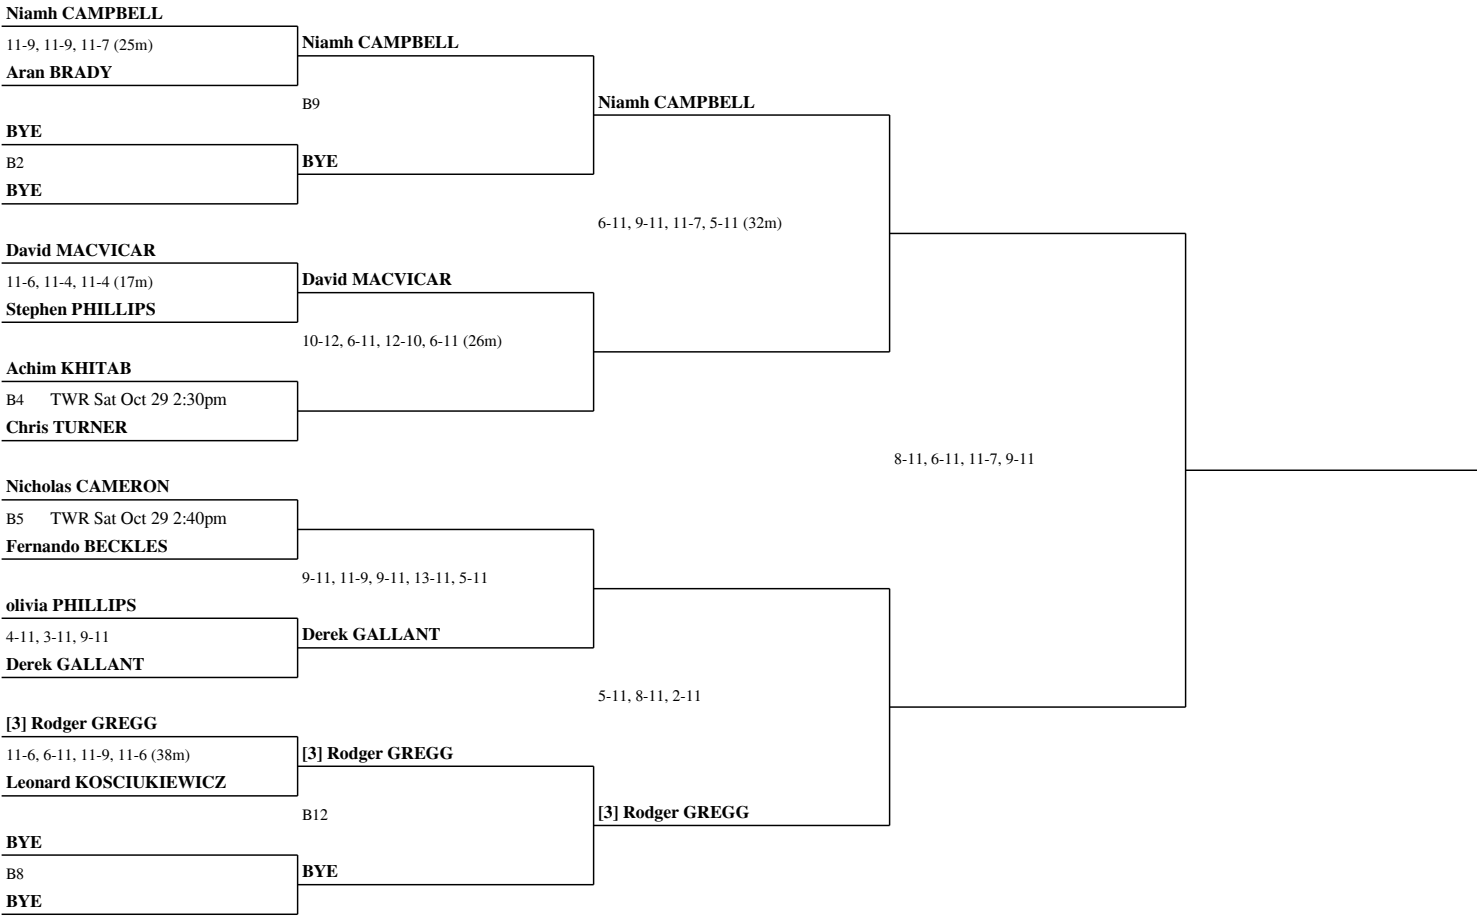 Niamh CAMPBELL
11-9, 11-9, 11-7 (25m)
Aran BRADY
BYE
B2
BYE
David MACVICAR
11-6, 11-4, 11-4 (17m)
Stephen PHILLIPS
Achim KHITAB
B4 TWR Sat Oct 29 2:30pm
Chris TURNER
Nicholas CAMERON
B5 TWR Sat Oct 29 2:40pm
Fernando BECKLES
olivia PHILLIPS
4-11, 3-11, 9-11
Derek GALLANT
[3] Rodger GREGG
11-6, 6-11, 11-9, 11-6 (38m)
Leonard KOSCIUKIEWICZ
BYE
B8
BYE
Niamh CAMPBELL
B9
BYE
David MACVICAR
10-12, 6-11, 12-10, 6-11 (26m)
9-11, 11-9, 9-11, 13-11, 5-11
Derek GALLANT
[3] Rodger GREGG
B12
BYE
Niamh CAMPBELL
6-11, 9-11, 11-7, 5-11 (32m)
5-11, 8-11, 2-11
[3] Rodger GREGG
8-11, 6-11, 11-7, 9-11